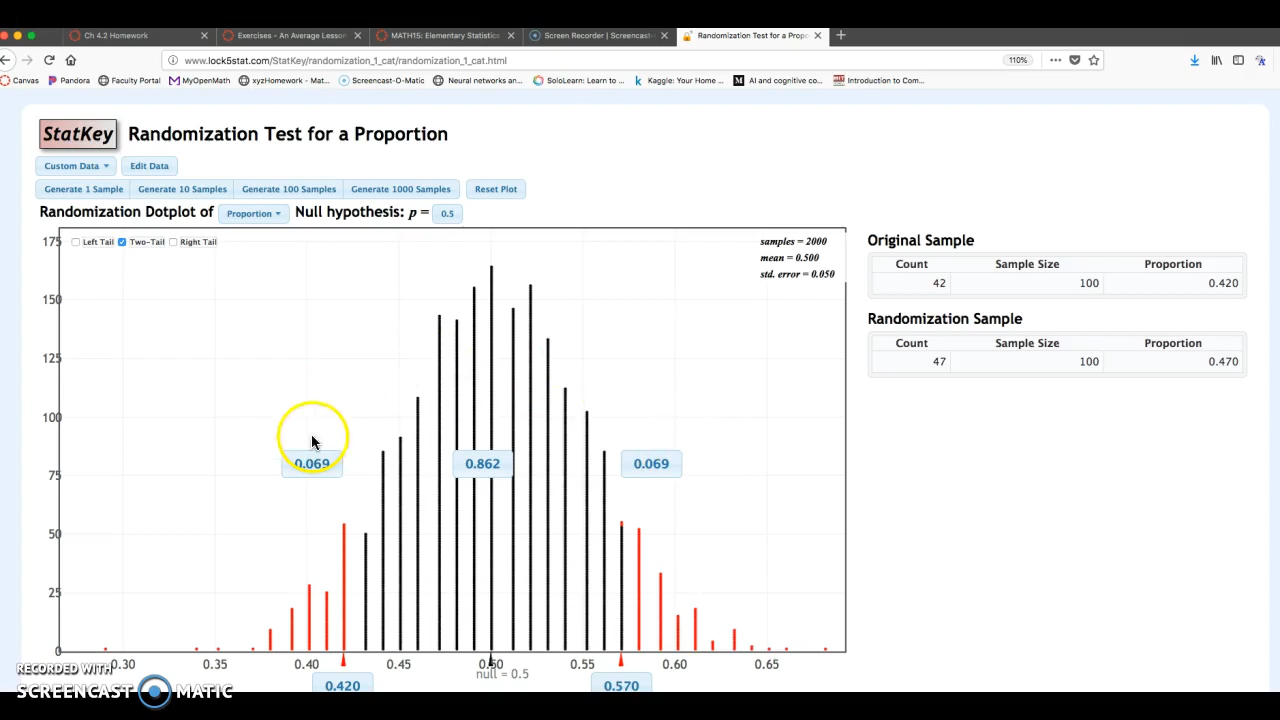 Ch 4.2 Homework × Exercises - An Average Lesson × MATH15: Elementary Statistics × Screen Recorder | Screencast-O × Randomization Test for a Propo × +
www.lock5stat.com/StatKey/randomization_1_cat/randomization_1_cat.html 110%
Canvas Pandora Faculty Portal MyOpenMath xyzHomework - Mat... Screencast-O-Matic Neural networks an... SoloLearn: Learn to ... Kaggle: Your Home ... AI and cognitive co... Introduction to Com...
StatKey Randomization Test for a Proportion
Custom Data Edit Data
Generate 1 Sample Generate 10 Samples Generate 100 Samples Generate 1000 Samples Reset Plot
Randomization Dotplot of Proportion Null hypothesis: p = 0.5
Left Tail Two-Tail Right Tail
samples = 2000
mean = 0.500
std. error = 0.050
175
150
125
100
75
50
25
0
0.069 0.862 0.069
0.30 0.35 0.40 0.45 0.50 0.55 0.60 0.65
null = 0.5
0.420 0.570
Original Sample
Count Sample Size Proportion
42 100 0.420
Randomization Sample
Count Sample Size Proportion
47 100 0.470
RECORDED WITH
SCREENCAST MATIC